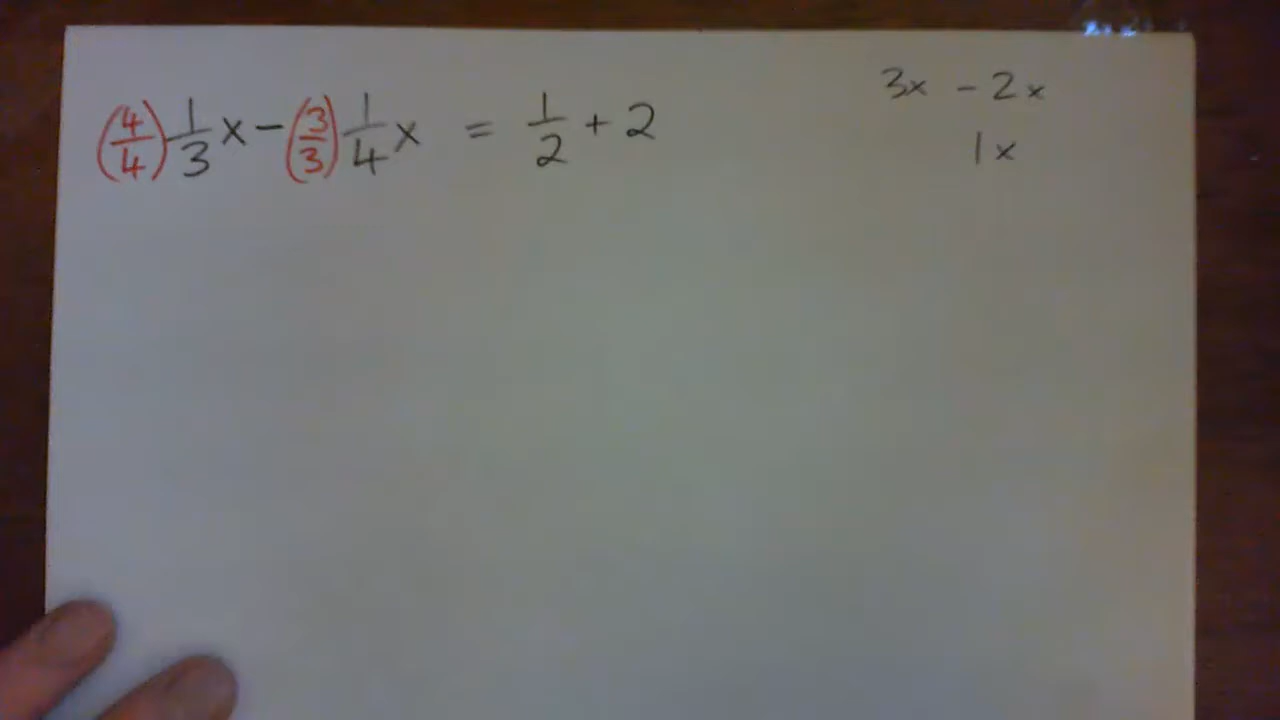 (4/4) 1/3 x - (3/3) 1/4 x = 1/2 + 2
3x - 2x
1x